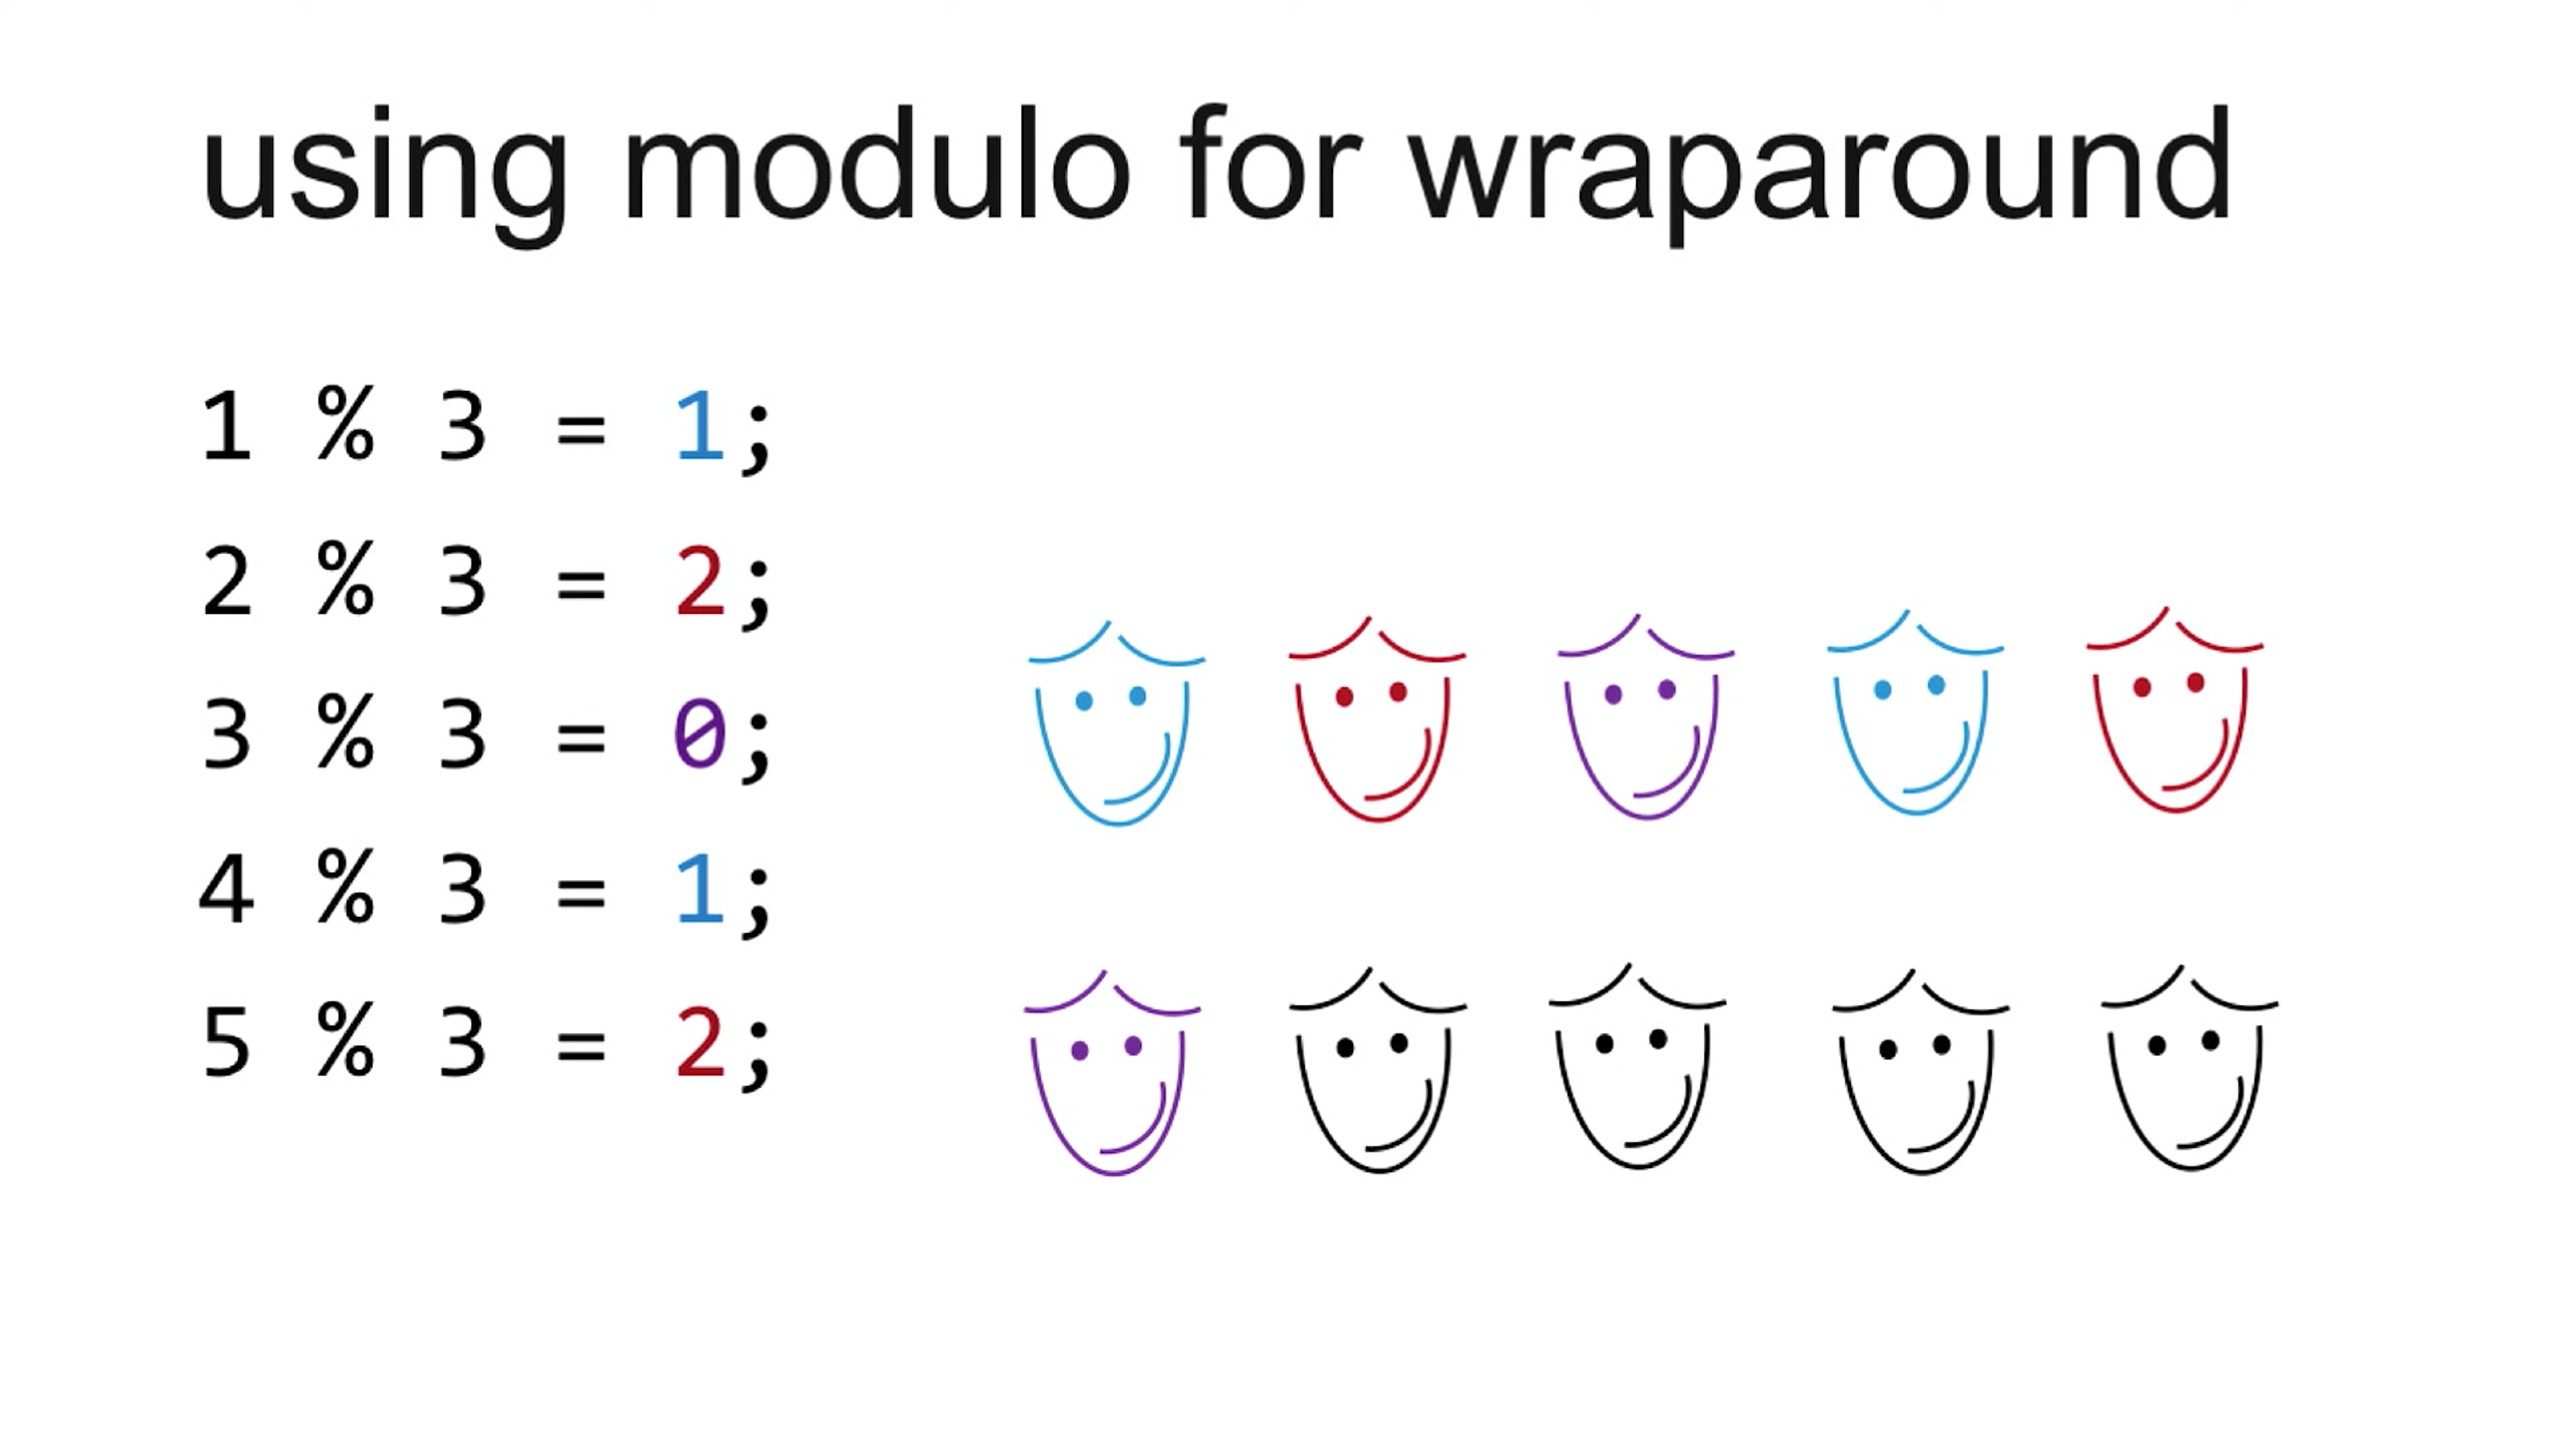 using modulo for wraparound
1 % 3 = 1;
2 % 3 = 2;
3 % 3 = 0;
4 % 3 = 1;
5 % 3 = 2;